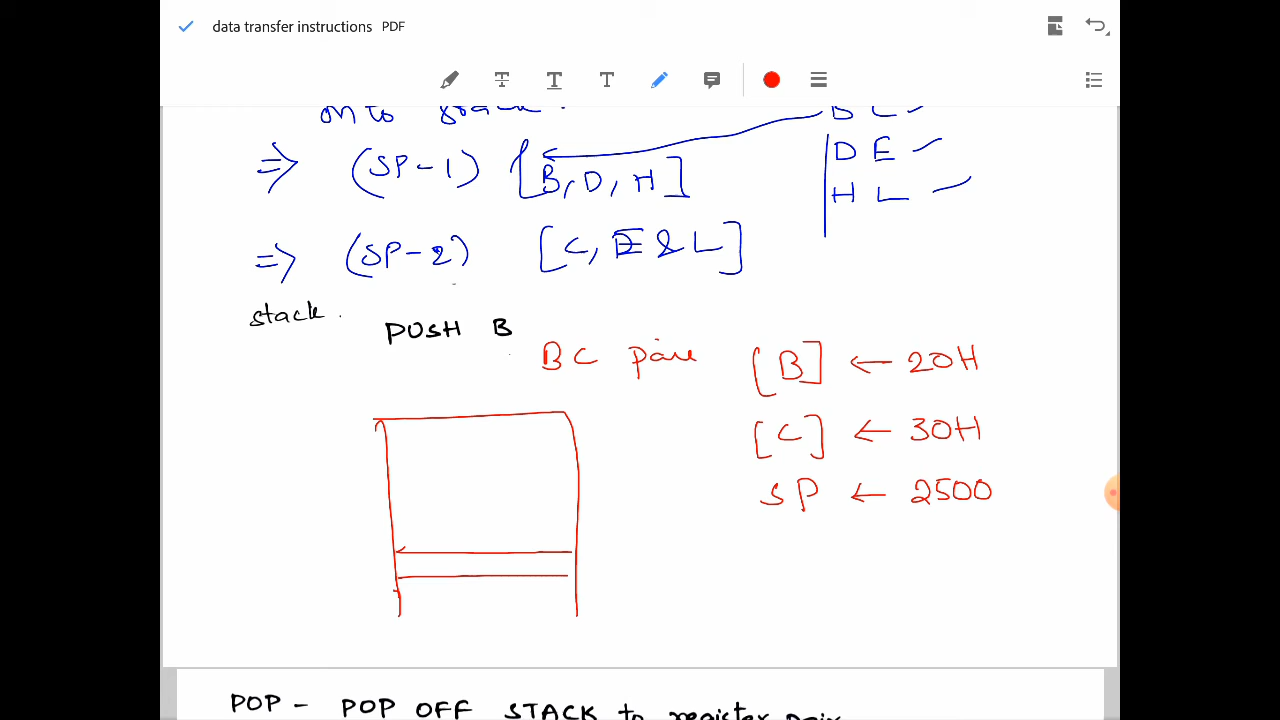 data transfer instructions PDF
onto stack.
B C
⇒ (SP-1) [B, D, H]
D E
H L
⇒ (SP-2) [C, E & L]
stack.
PUSH B
BC pair [B] ← 20H
[C] ← 30H
SP ← 2500
POP - POP OFF STACK to register pair